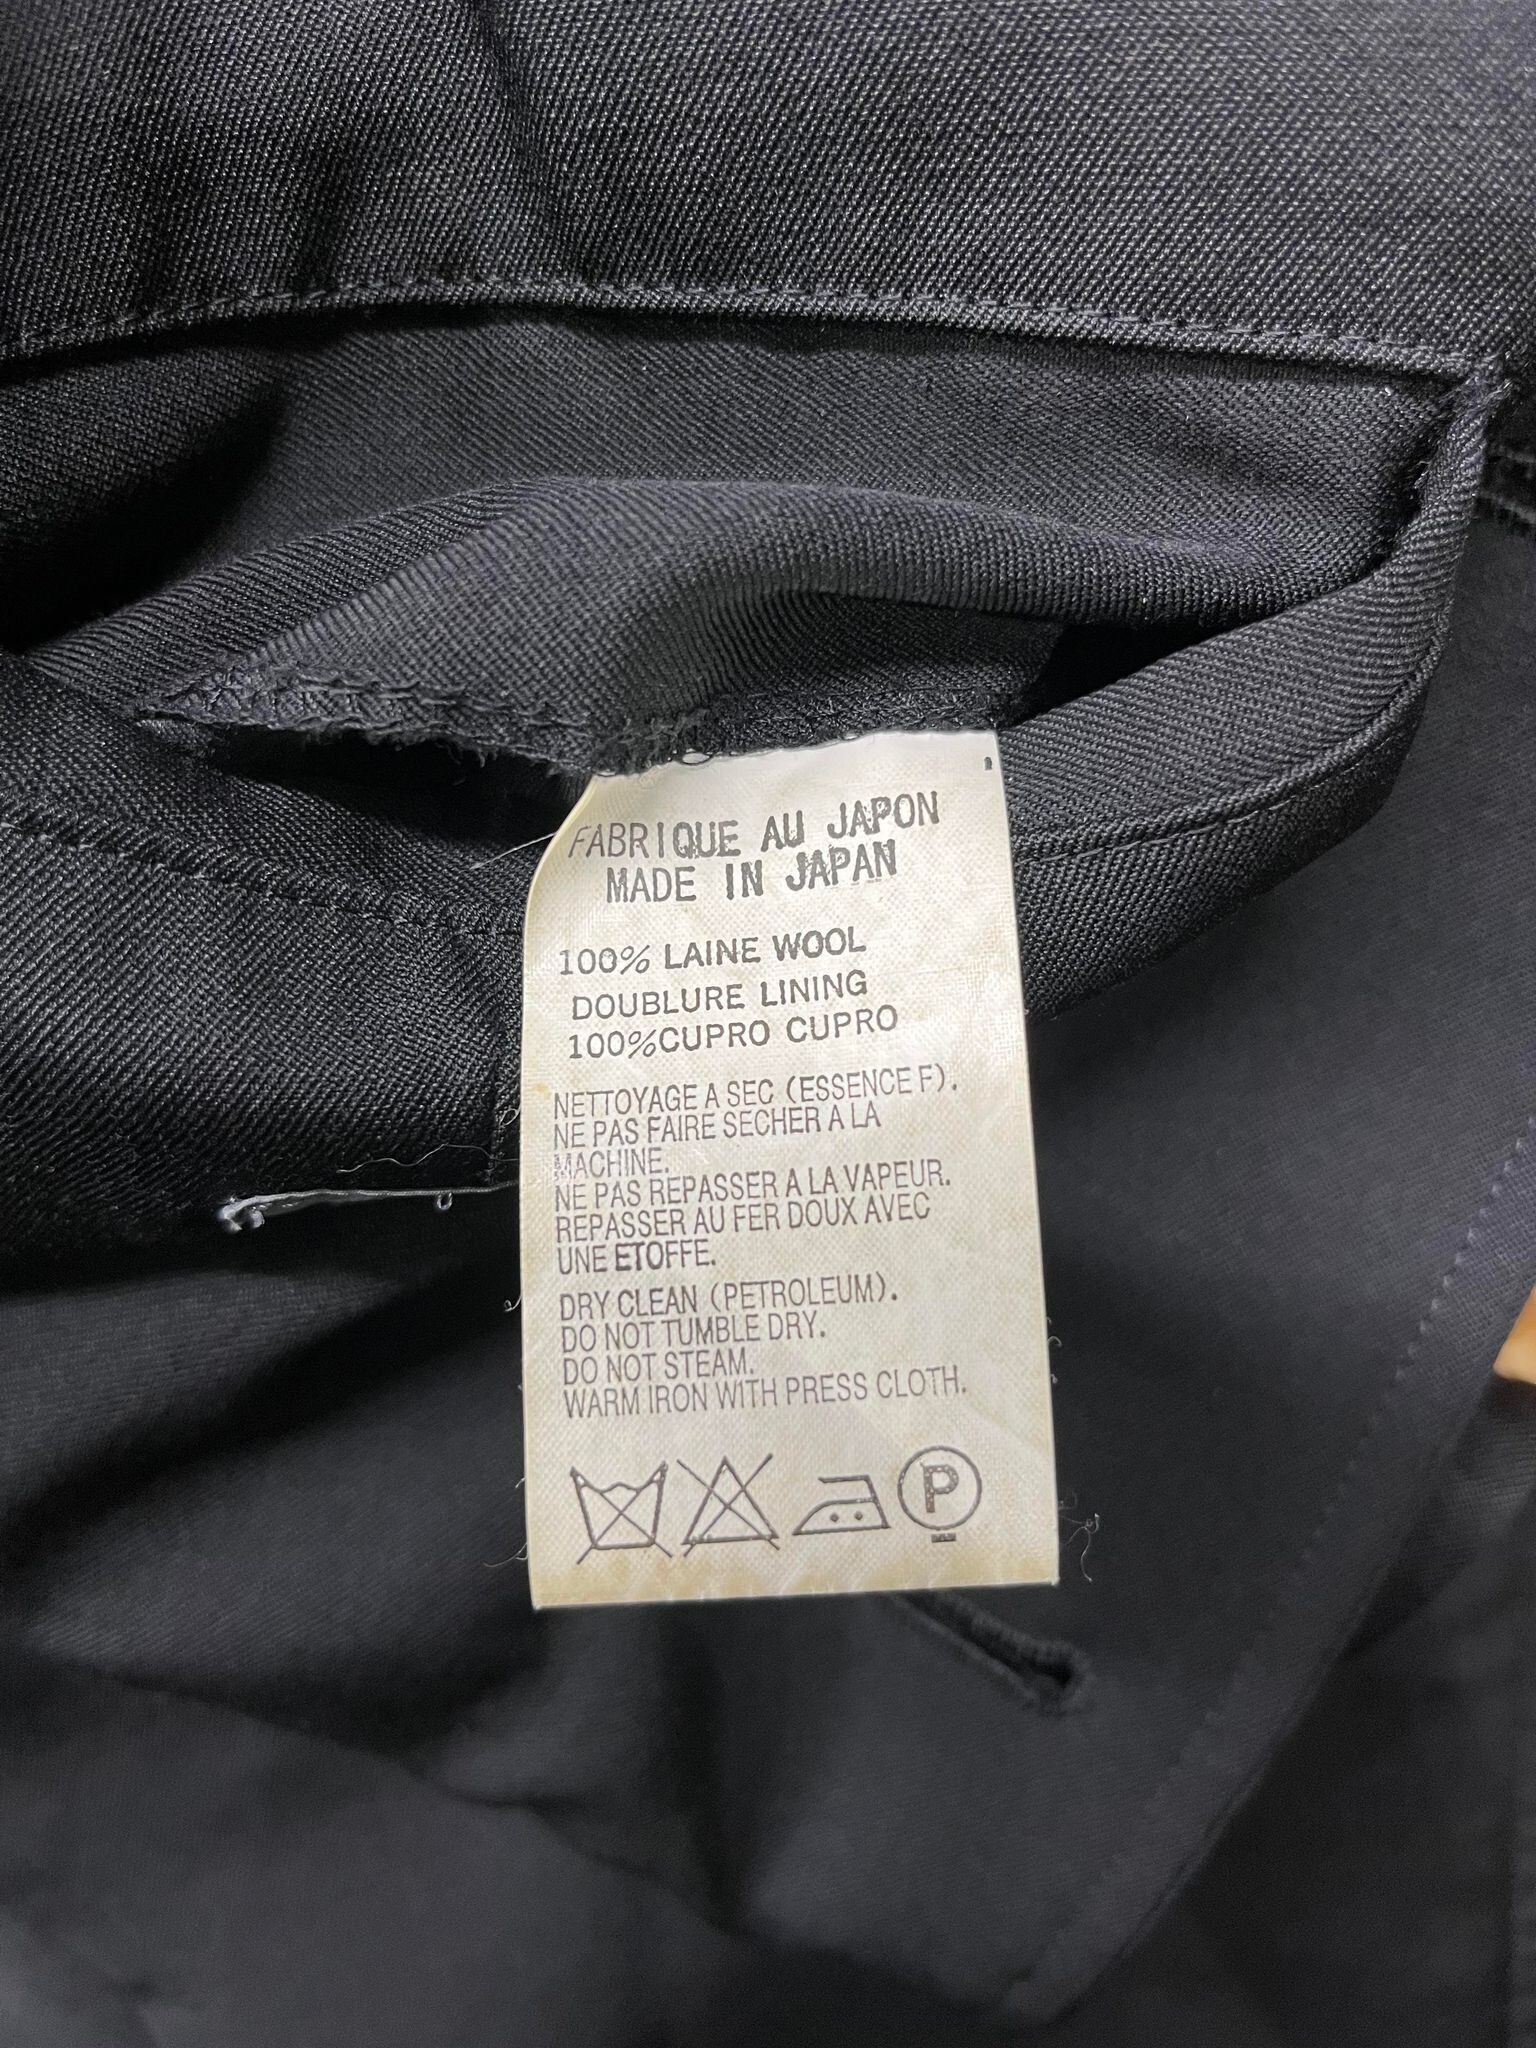 FABRIQUE AU JAPON
MADE IN JAPAN
100% LAINE WOOL
DOUBLURE LINING
100%CUPRO CUPRO
NETTOYAGE A SEC (ESSENCE F).
NE PAS FAIRE SECHER A LA
MACHINE.
NE PAS REPASSER A LA VAPEUR.
REPASSER AU FER DOUX AVEC
UNE ETOFFE.
DRY CLEAN (PETROLEUM).
DO NOT TUMBLE DRY.
DO NOT STEAM.
WARM IRON WITH PRESS CLOTH.
P